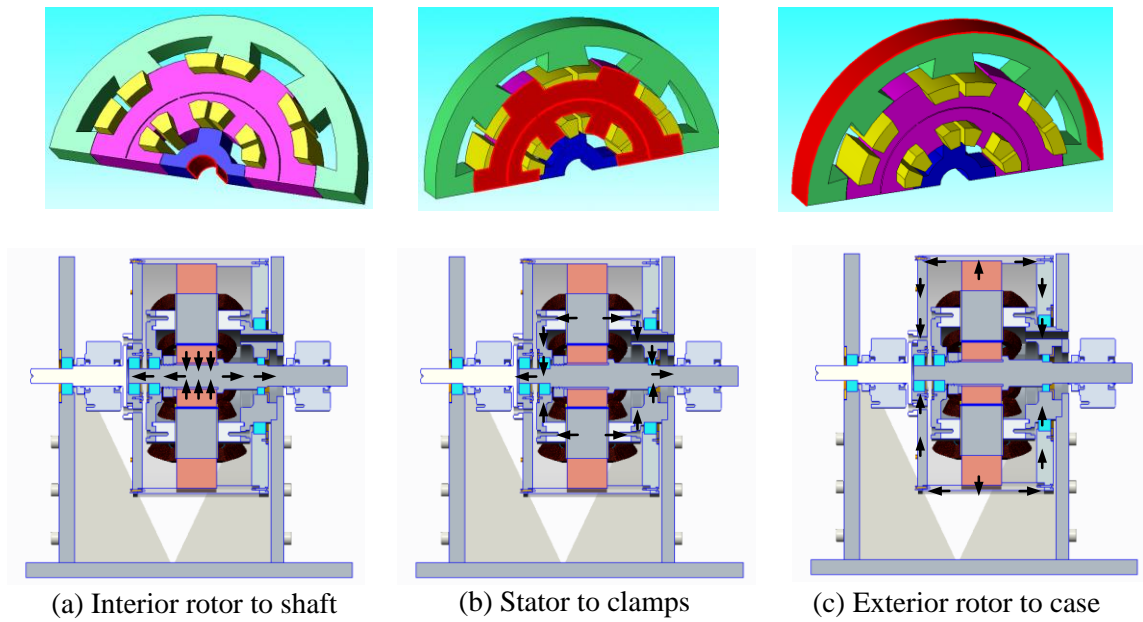 (a) Interior rotor to shaft
(b) Stator to clamps
(c) Exterior rotor to case